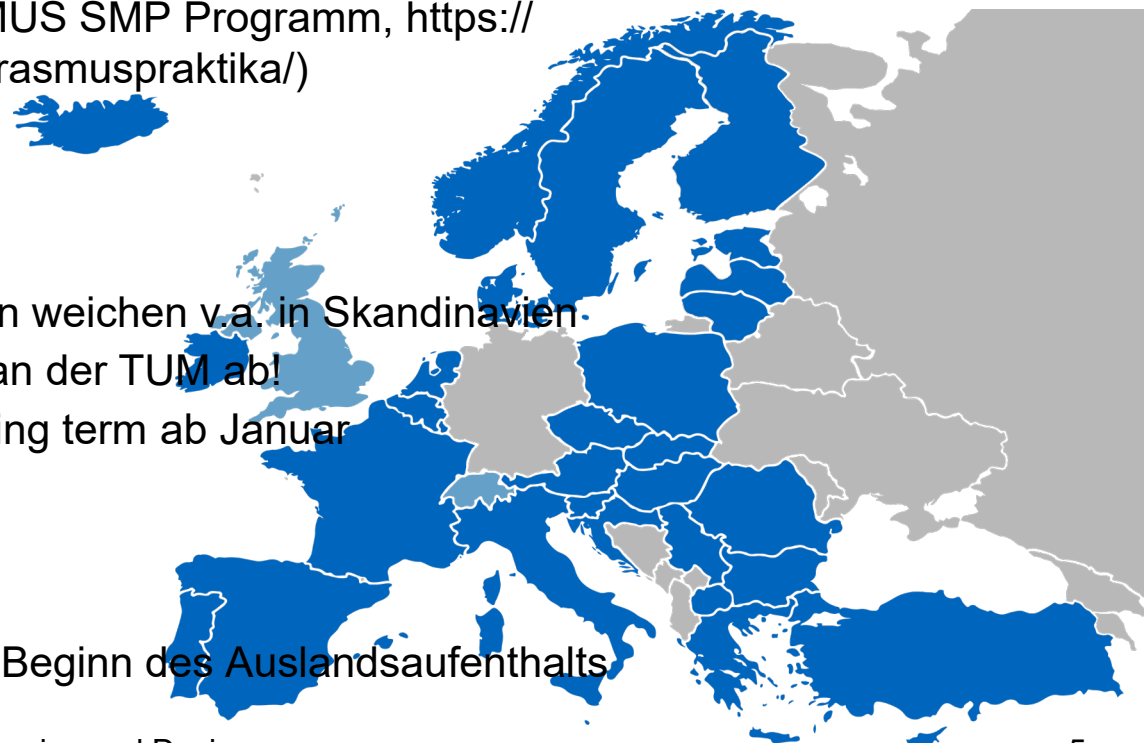 MUS SMP Programm, https://
rasmuspraktika/)
n weichen v.a. in Skandinavien
an der TUM ab!
ing term ab Januar
Beginn des Auslandsaufenthalts